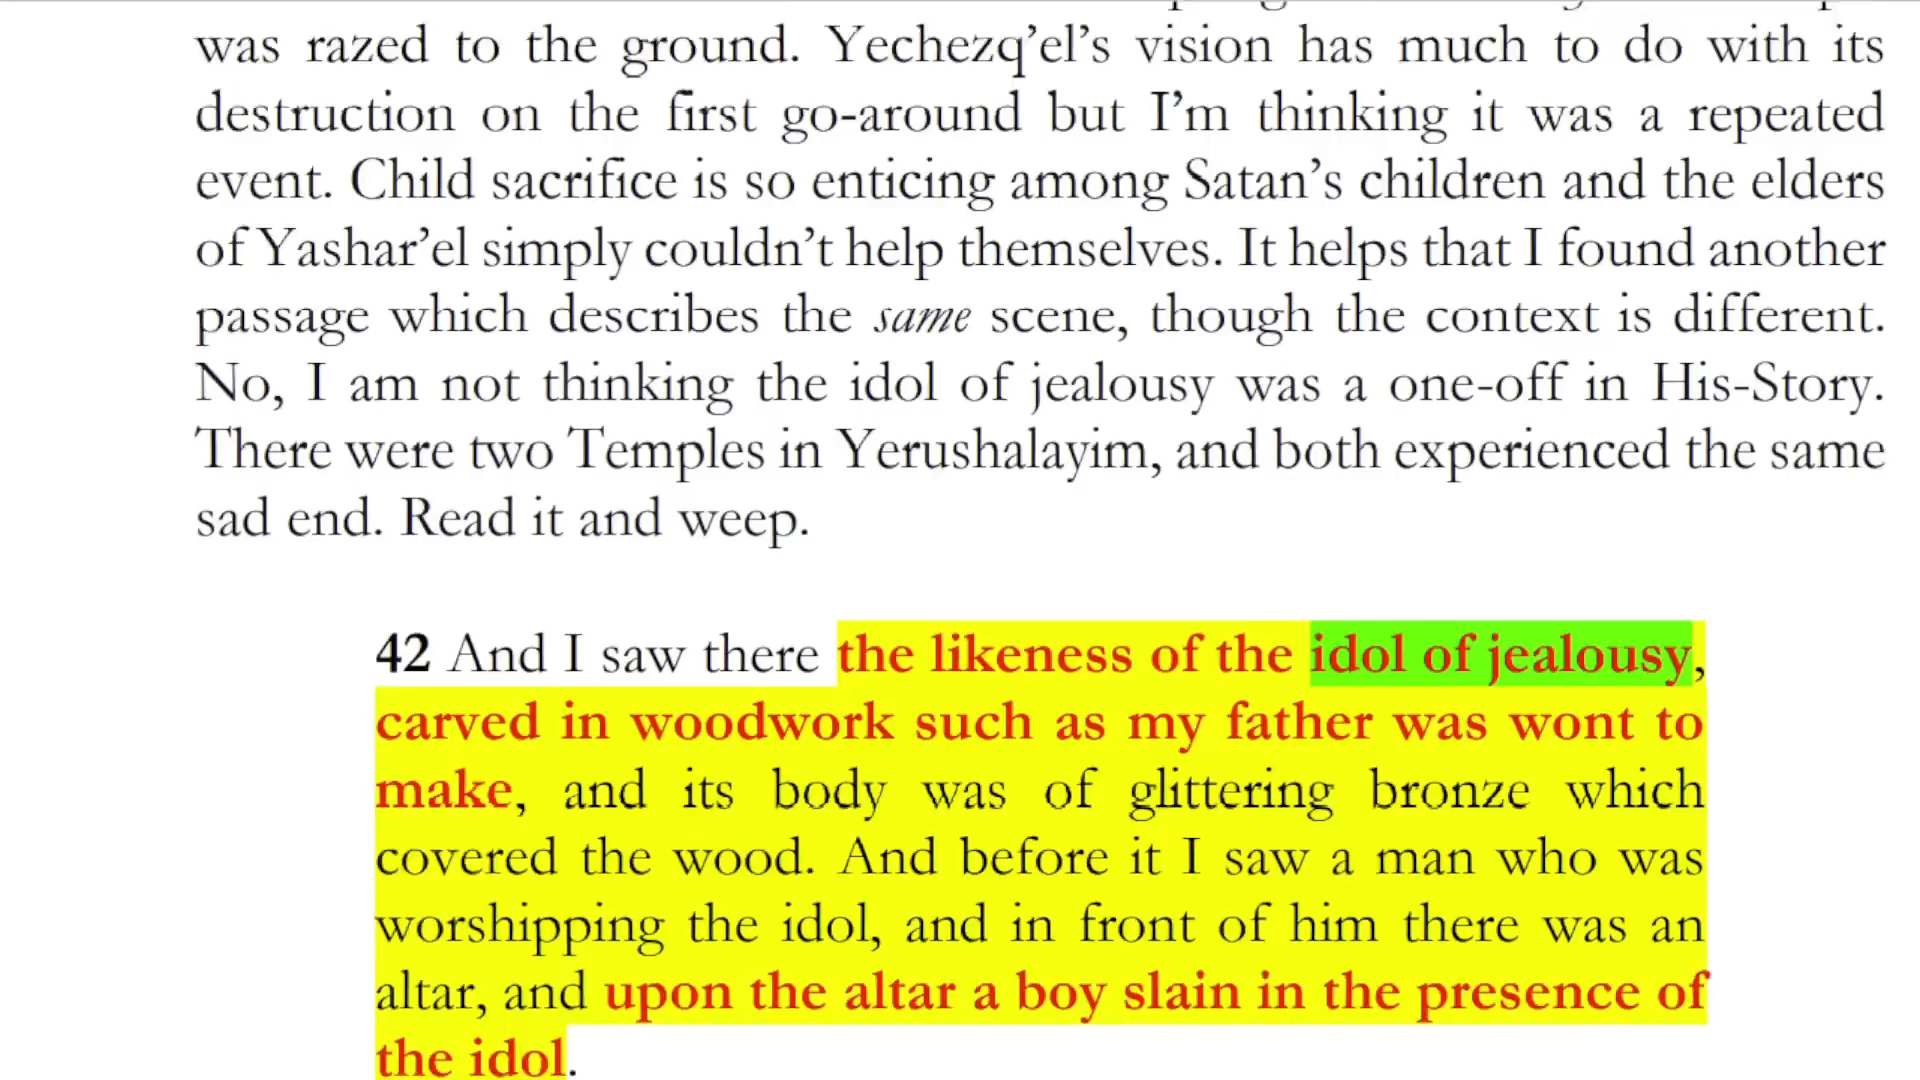 was razed to the ground. Yechezq’el’s vision has much to do with its
destruction on the first go-around but I’m thinking it was a repeated
event. Child sacrifice is so enticing among Satan’s children and the elders
of Yashar’el simply couldn’t help themselves. It helps that I found another
passage which describes the same scene, though the context is different.
No, I am not thinking the idol of jealousy was a one-off in His-Story.
There were two Temples in Yerushalayim, and both experienced the same
sad end. Read it and weep.
42 And I saw there the likeness of the idol of jealousy,
carved in woodwork such as my father was wont to
make, and its body was of glittering bronze which
covered the wood. And before it I saw a man who was
worshipping the idol, and in front of him there was an
altar, and upon the altar a boy slain in the presence of
the idol.